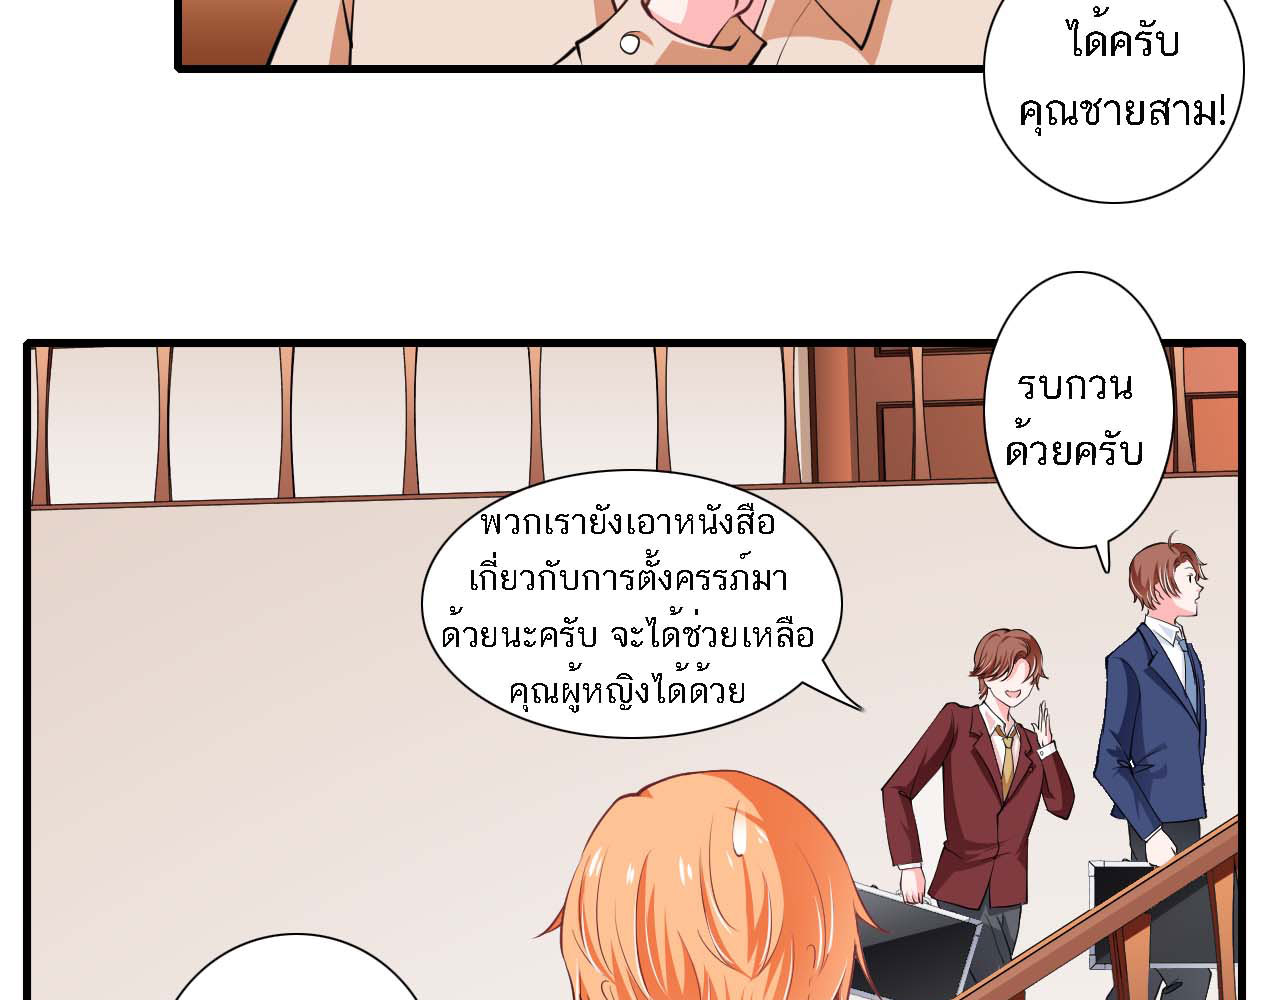 ได้ครับ
คุณชายสาม!
รบกวน
ด้วยครับ
พวกเรายังเอาหนังสือ
เกี่ยวกับการตั้งครรภ์มา
ด้วยนะครับ จะได้ช่วยเหลือ
คุณผู้หญิงได้ด้วย